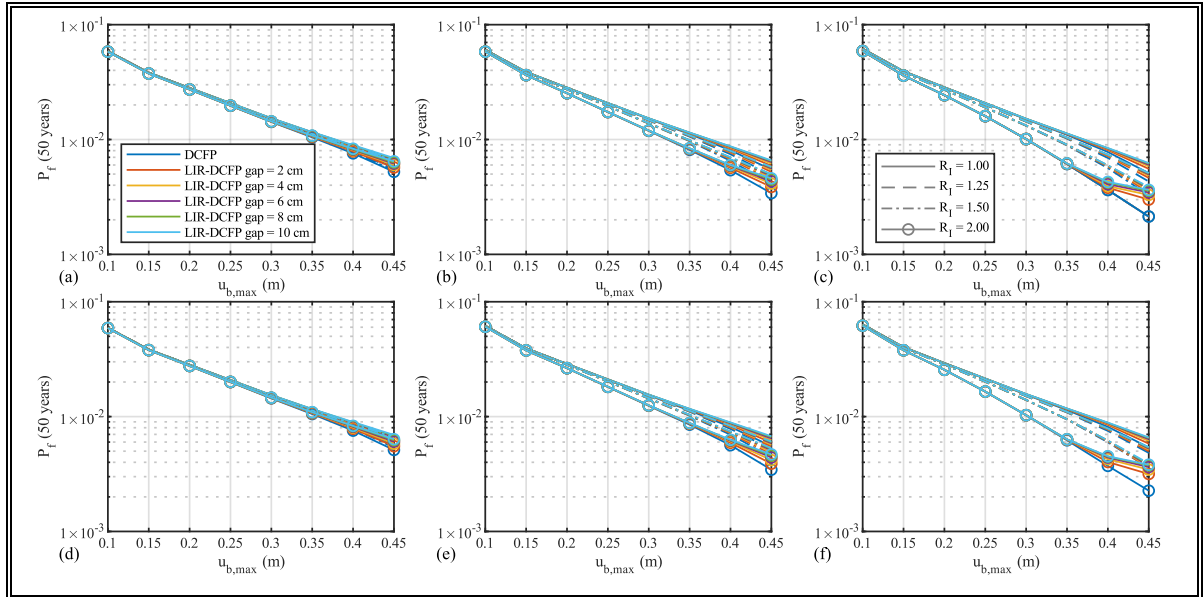 1×10⁻¹
1×10⁻²
1×10⁻³
P_f (50 years)
DCFP
LIR-DCFP gap = 2 cm
LIR-DCFP gap = 4 cm
LIR-DCFP gap = 6 cm
LIR-DCFP gap = 8 cm
LIR-DCFP gap = 10 cm
0.1 0.15 0.2 0.25 0.3 0.35 0.4 0.45
(a) u_b,max (m)
1×10⁻¹
1×10⁻²
1×10⁻³
P_f (50 years)
0.1 0.15 0.2 0.25 0.3 0.35 0.4 0.45
(b) u_b,max (m)
1×10⁻¹
1×10⁻²
1×10⁻³
P_f (50 years)
R_I = 1.00
R_I = 1.25
R_I = 1.50
R_I = 2.00
0.1 0.15 0.2 0.25 0.3 0.35 0.4 0.45
(c) u_b,max (m)
1×10⁻¹
1×10⁻²
1×10⁻³
P_f (50 years)
0.1 0.15 0.2 0.25 0.3 0.35 0.4 0.45
(d) u_b,max (m)
1×10⁻¹
1×10⁻²
1×10⁻³
P_f (50 years)
0.1 0.15 0.2 0.25 0.3 0.35 0.4 0.45
(e) u_b,max (m)
1×10⁻¹
1×10⁻²
1×10⁻³
P_f (50 years)
0.1 0.15 0.2 0.25 0.3 0.35 0.4 0.45
(f) u_b,max (m)